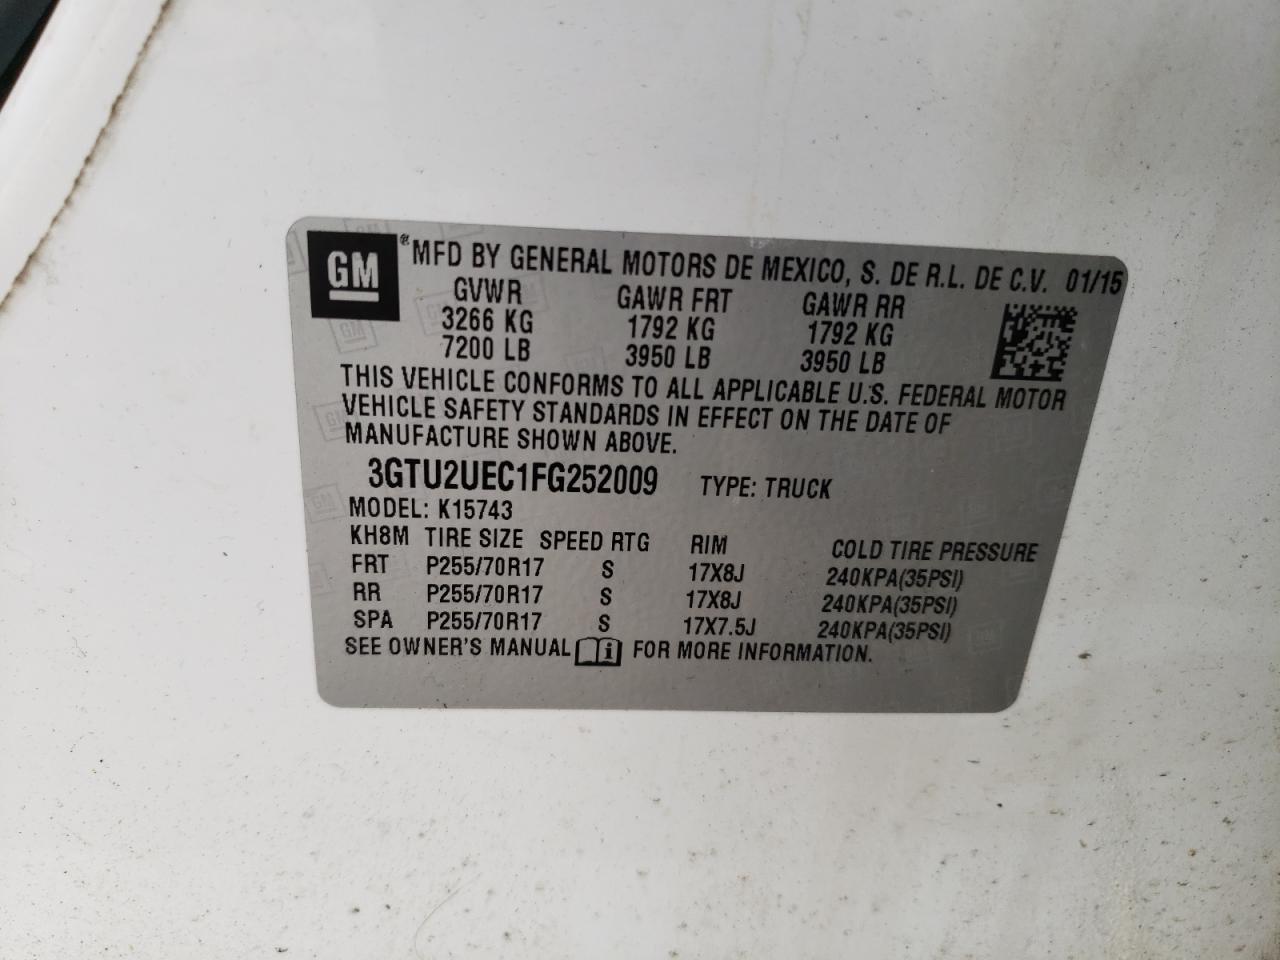 GM ® MFD BY GENERAL MOTORS DE MEXICO, S. DE R.L. DE C.V. 01/15
GVWR GAWR FRT GAWR RR
3266 KG 1792 KG 1792 KG
7200 LB 3950 LB 3950 LB
THIS VEHICLE CONFORMS TO ALL APPLICABLE U.S. FEDERAL MOTOR
VEHICLE SAFETY STANDARDS IN EFFECT ON THE DATE OF
MANUFACTURE SHOWN ABOVE.
3GTU2UEC1FG252009 TYPE: TRUCK
MODEL: K15743
KH8M TIRE SIZE SPEED RTG RIM COLD TIRE PRESSURE
FRT P255/70R17 S 17X8J 240KPA(35PSI)
RR P255/70R17 S 17X8J 240KPA(35PSI)
SPA P255/70R17 S 17X7.5J 240KPA(35PSI)
SEE OWNER'S MANUAL i FOR MORE INFORMATION.